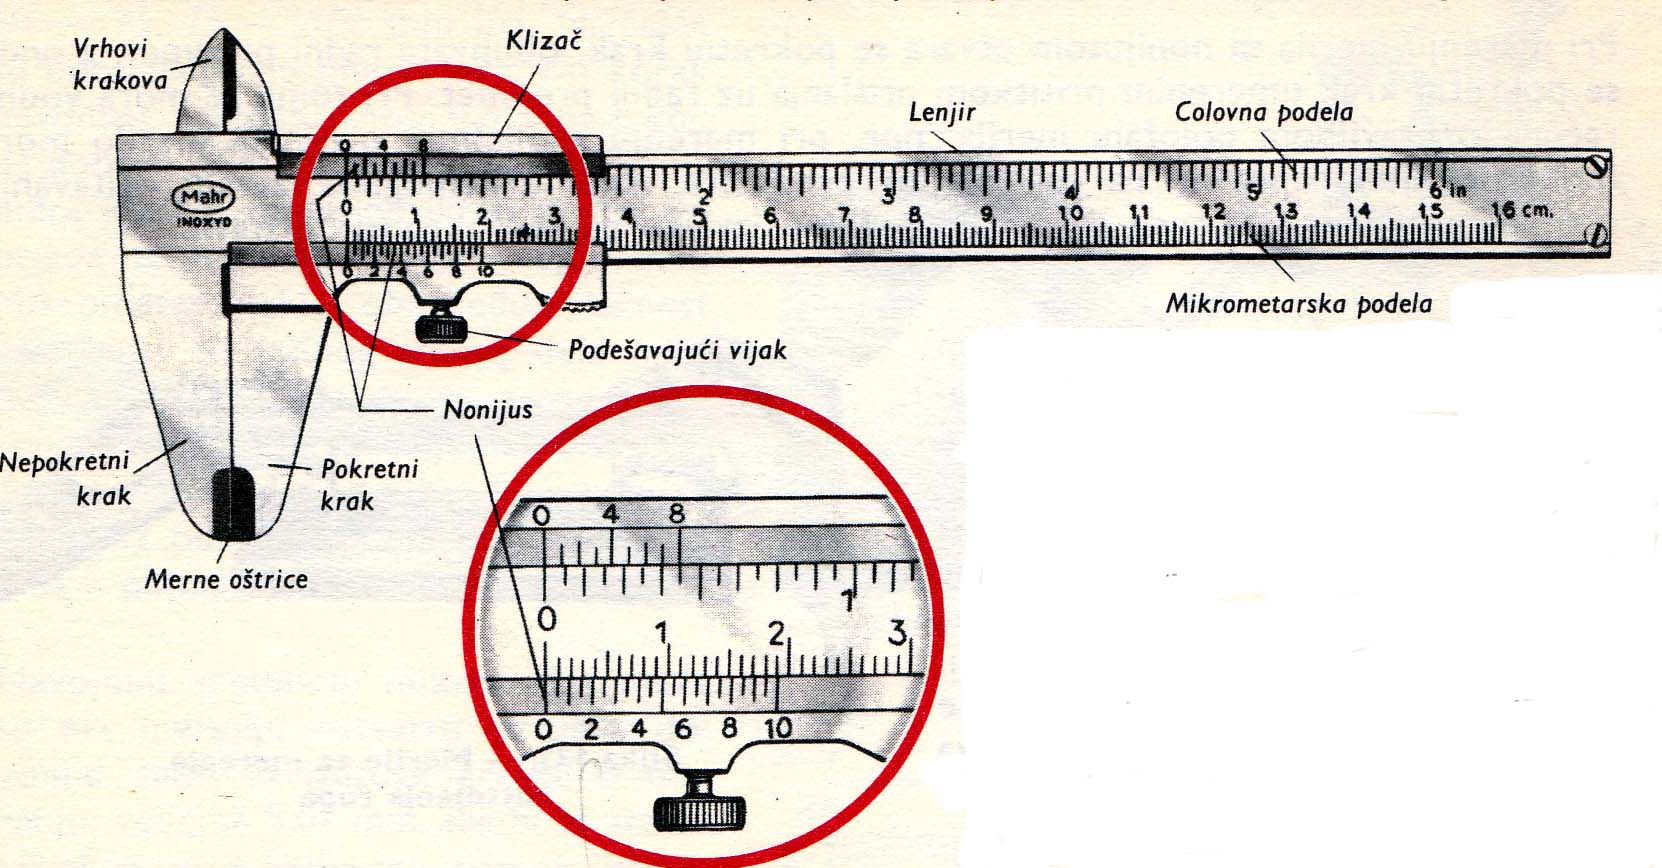 Vrhovi
krakova
Klizač
Lenjir
Colovna podela
0 4 8
Mahr
INOXYD
2 3 4 5 6 in
0 1 2 3 4 5 6 7 8 9 10 11 12 13 14 15 16 cm.
0 2 4 6 8 10
Mikrometarska podela
Podešavajući vijak
Nonijus
Nepokretni
krak
Pokretni
krak
Merne oštrice
0 4 8
1
0 1 2 3
0 2 4 6 8 10